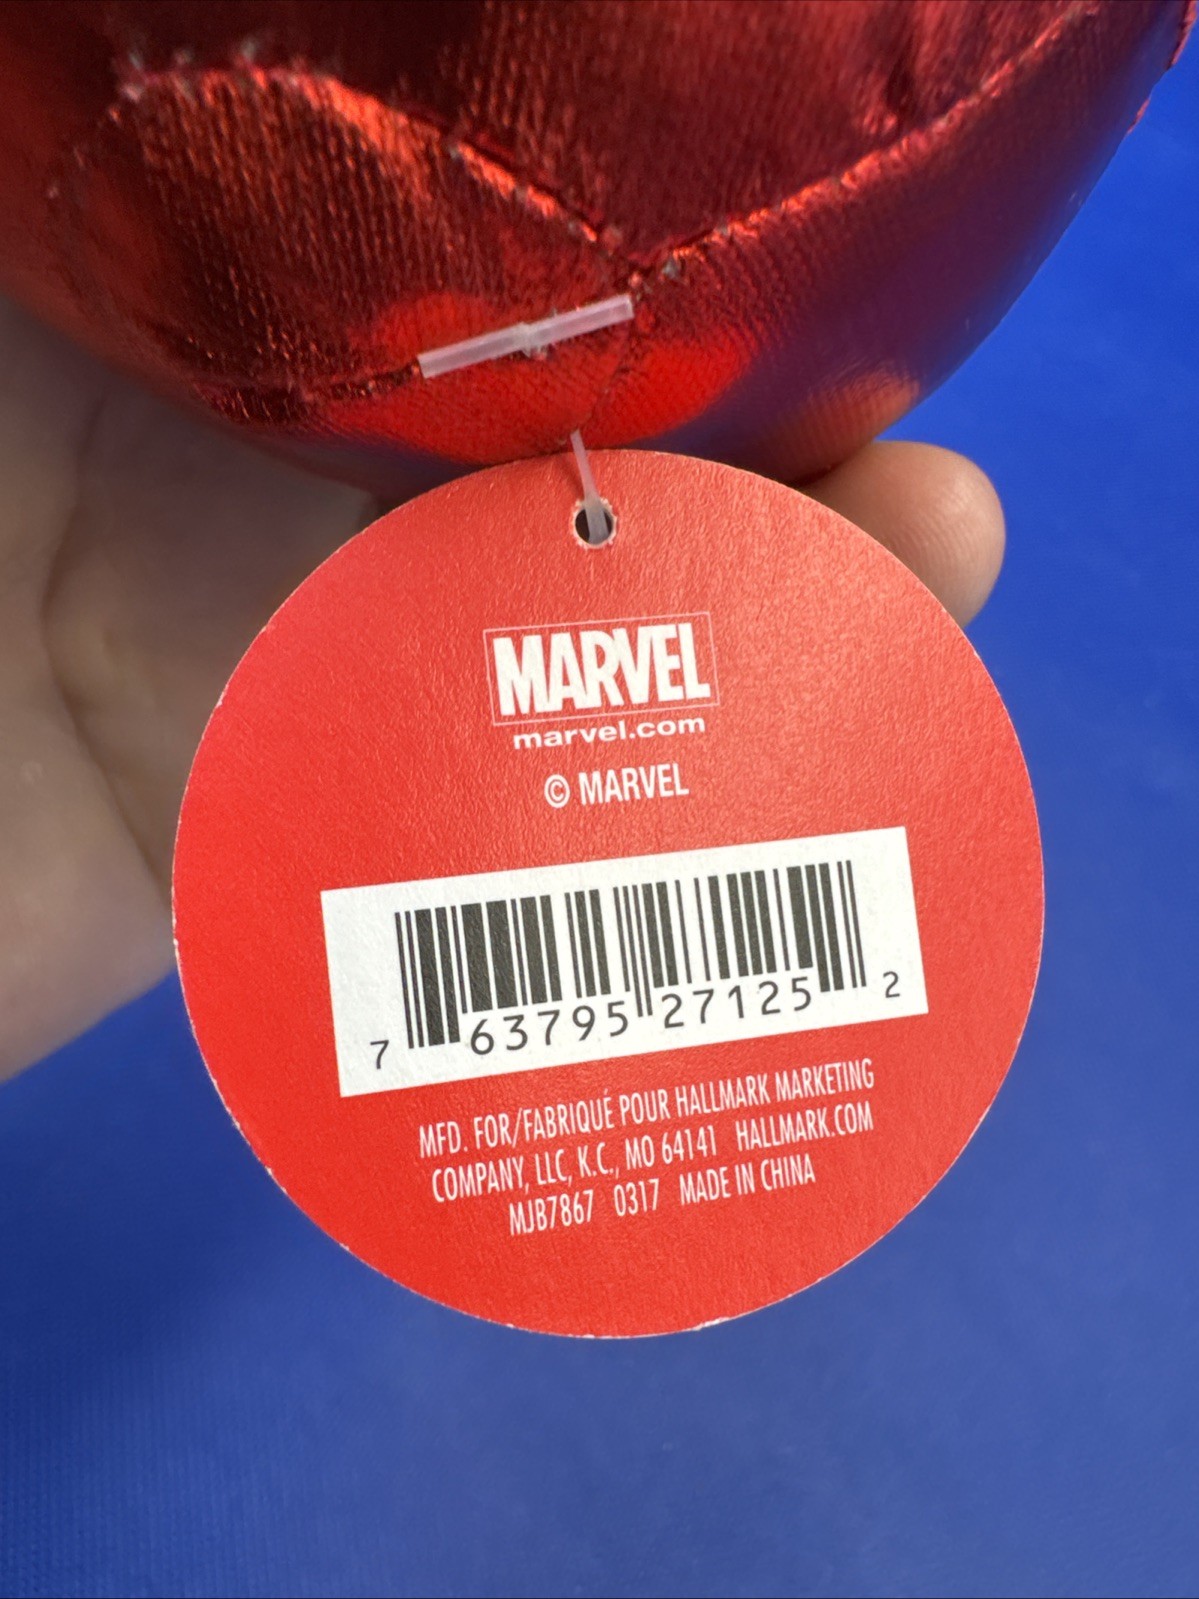 MARVEL
marvel.com
© MARVEL
7 63795 27125 2
MFD. FOR/FABRIQUÉ POUR HALLMARK MARKETING
COMPANY, LLC, K.C., MO 64141 HALLMARK.COM
MJB7867 0317 MADE IN CHINA